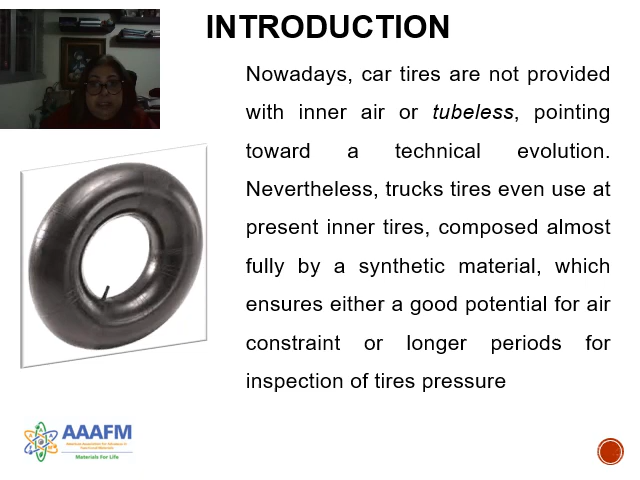 INTRODUCTION
Nowadays, car tires are not provided
with inner air or tubeless, pointing
toward a technical evolution.
Nevertheless, trucks tires even use at
present inner tires, composed almost
fully by a synthetic material, which
ensures either a good potential for air
constraint or longer periods for
inspection of tires pressure
AAAFM
Materials For Life